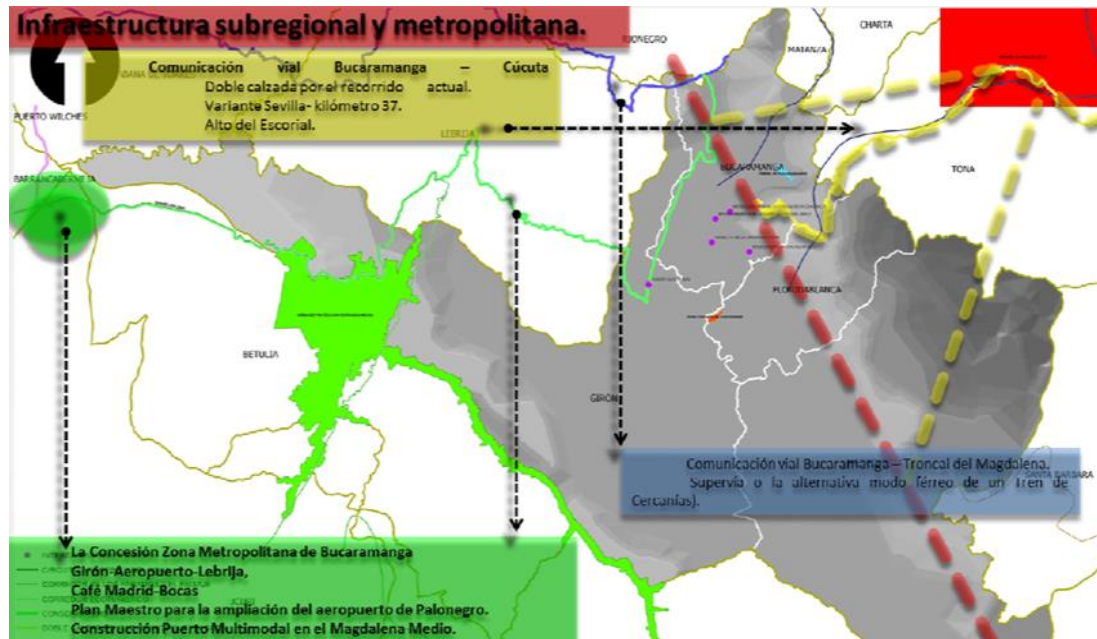 Infraestructura subregional y metropolitana.
CHARTA
MATANZA
Comunicación vial Bucaramanga – Cúcuta
Doble calzada por el recorrido actual.
Variante Sevilla- kilómetro 37.
Alto del Escorial.
PUERTO WILCHES
LEBRIJA
BARRANCABERMEJA
BUCARAMANGA
TONA
FLORIDABLANCA
BETULIA
GIRÓN
Comunicación vial Bucaramanga – Troncal del Magdalena.
Supervía o la alternativa modo férreo de un Tren de
Cercanías).
SANTA BARBARA
La Concesión Zona Metropolitana de Bucaramanga
Girón-Aeropuerto-Lebrija,
Café Madrid-Bocas
Plan Maestro para la ampliación del aeropuerto de Palonegro.
Construcción Puerto Multimodal en el Magdalena Medio.